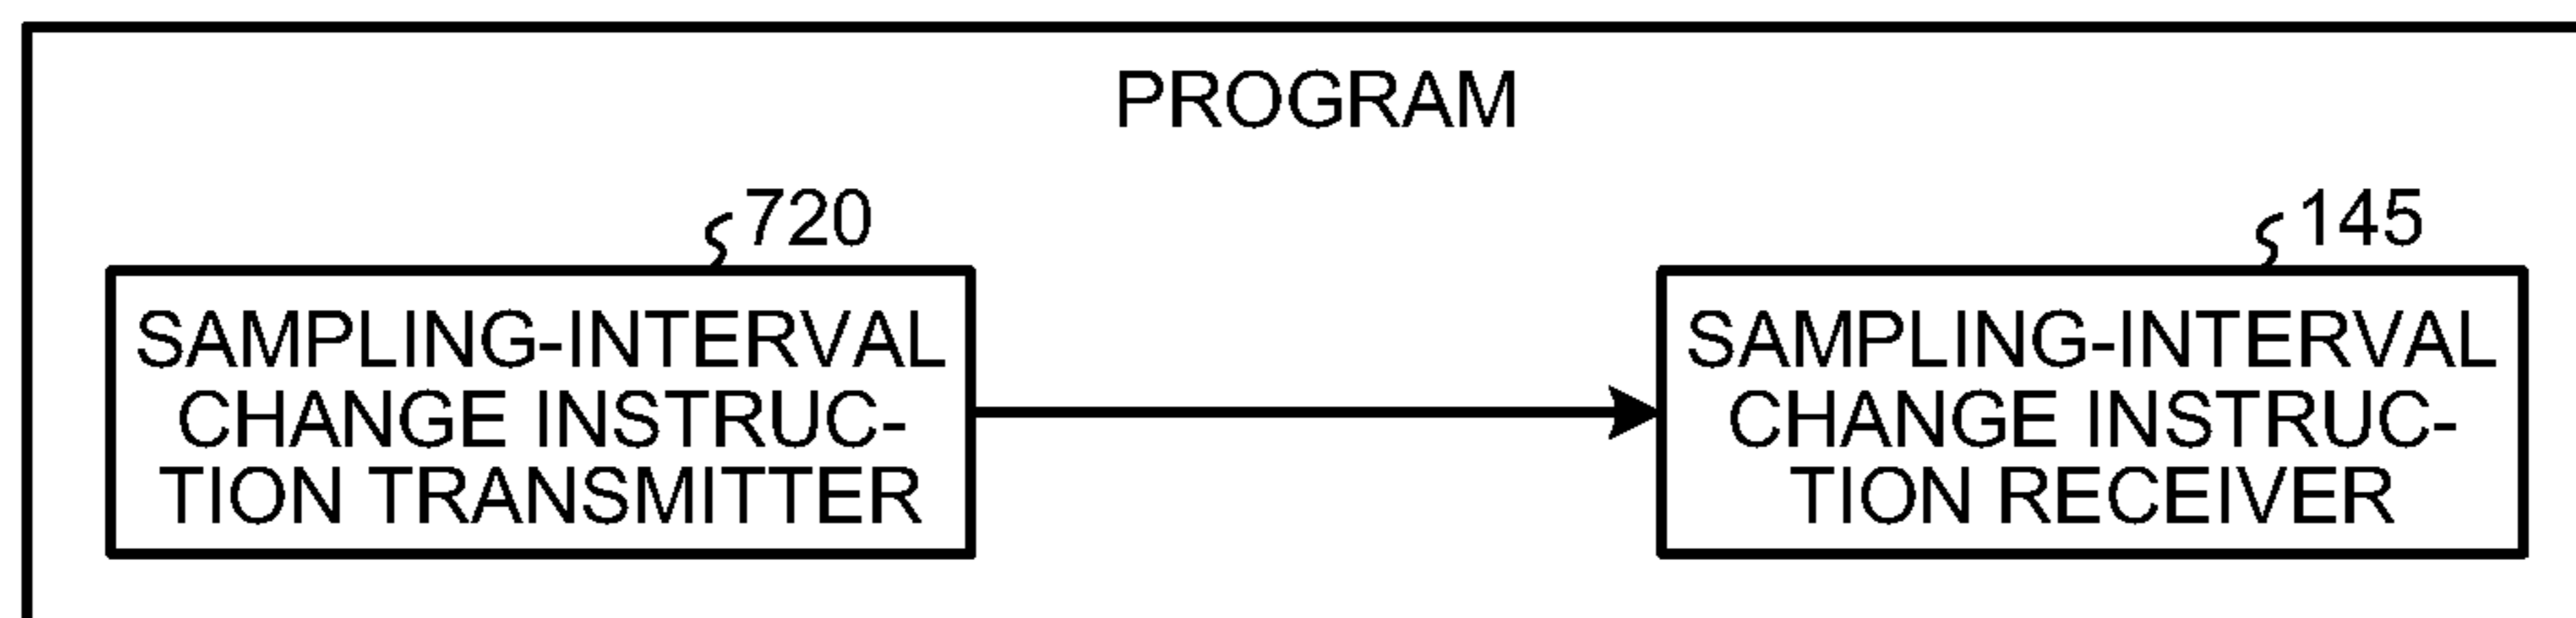 PROGRAM
720
SAMPLING-INTERVAL
CHANGE INSTRUC-
TION TRANSMITTER
145
SAMPLING-INTERVAL
CHANGE INSTRUC-
TION RECEIVER